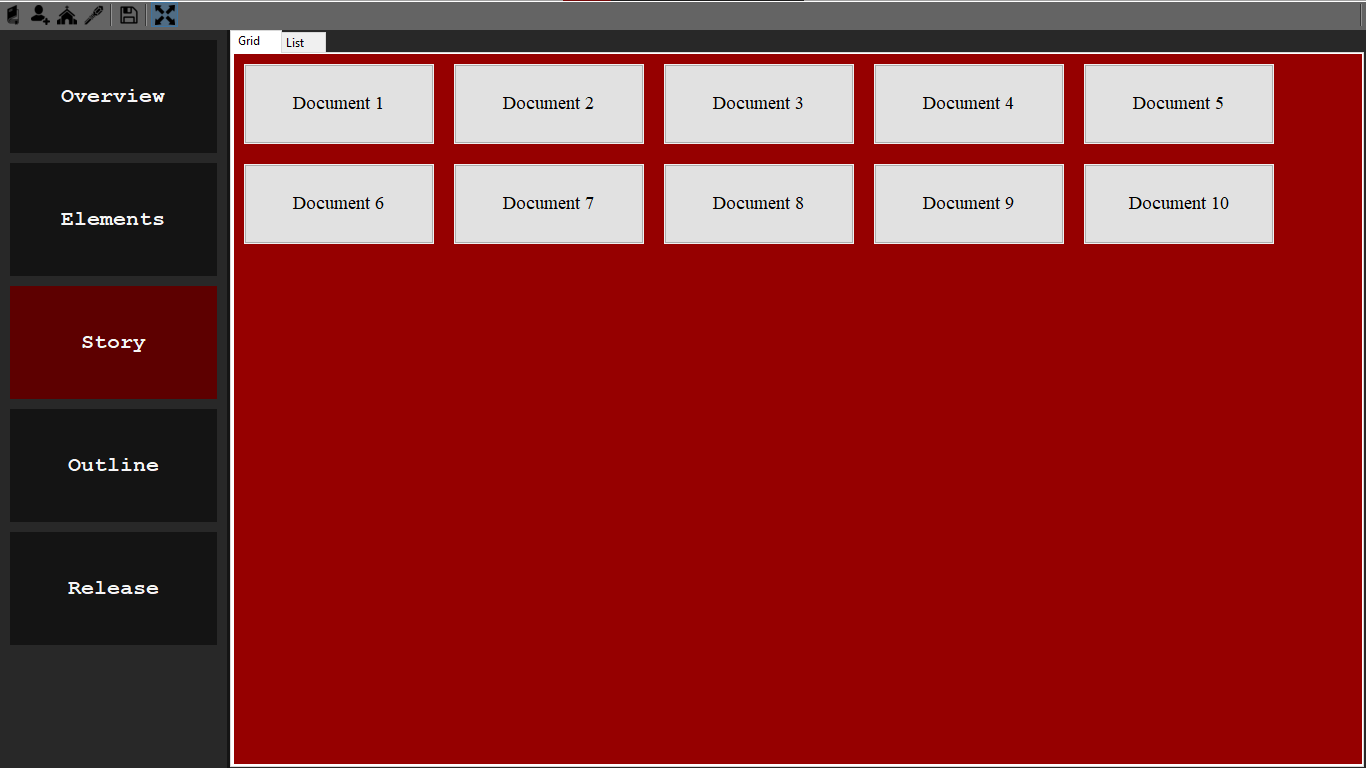 Grid List
Overview
Elements
Story
Outline
Release
Document 1 Document 2 Document 3 Document 4 Document 5
Document 6 Document 7 Document 8 Document 9 Document 10